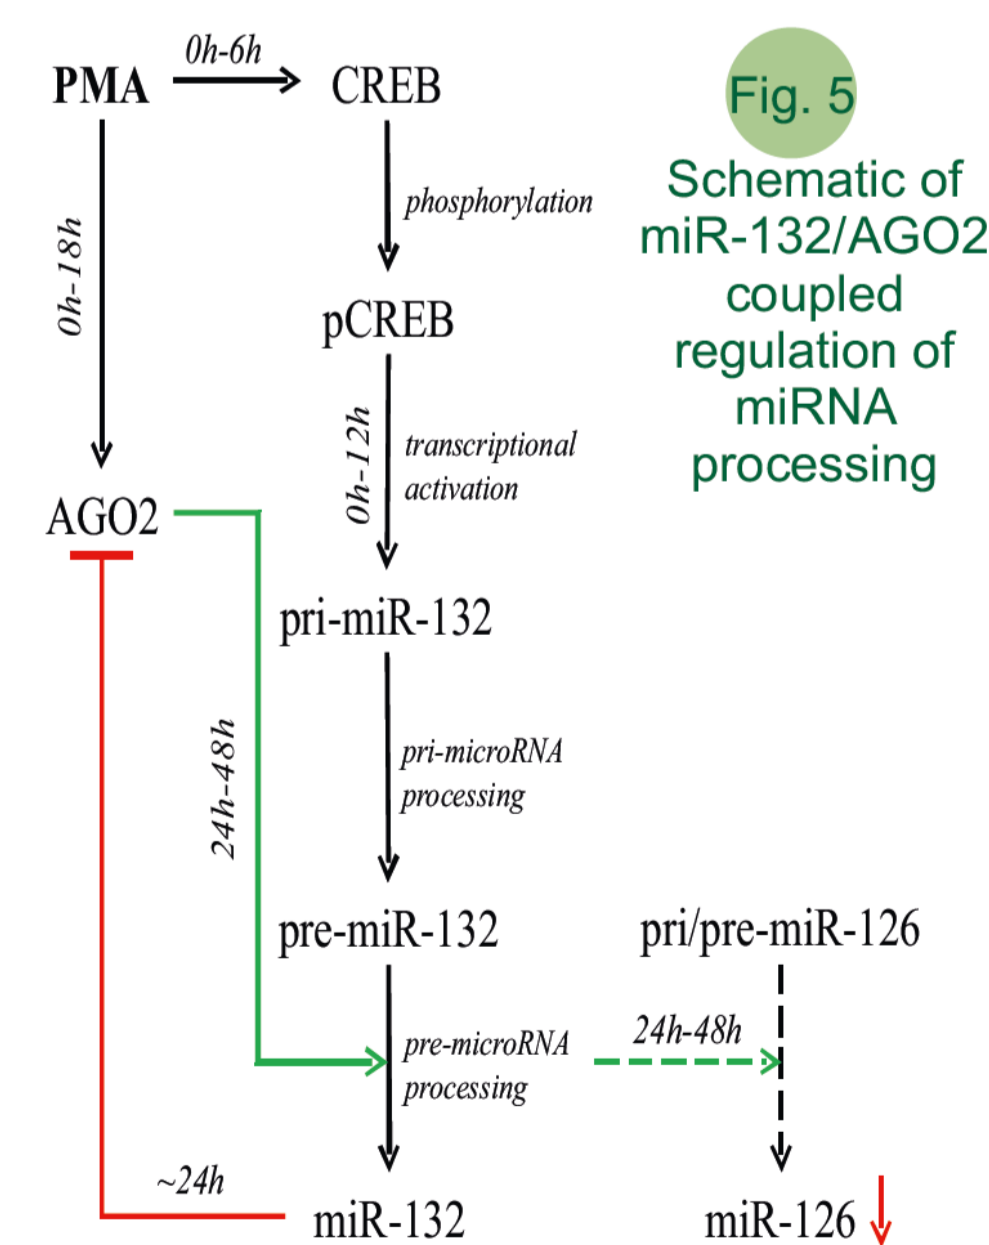 PMA
0h-6h
CREB
Fig. 5
Schematic of
miR-132/AGO2
coupled
regulation of
miRNA
processing
phosphorylation
0h-18h
pCREB
0h-12h
transcriptional
activation
AGO2
pri-miR-132
24h-48h
pri-microRNA
processing
pre-miR-132
pri/pre-miR-126
pre-microRNA
processing
24h-48h
~24h
miR-132
miR-126